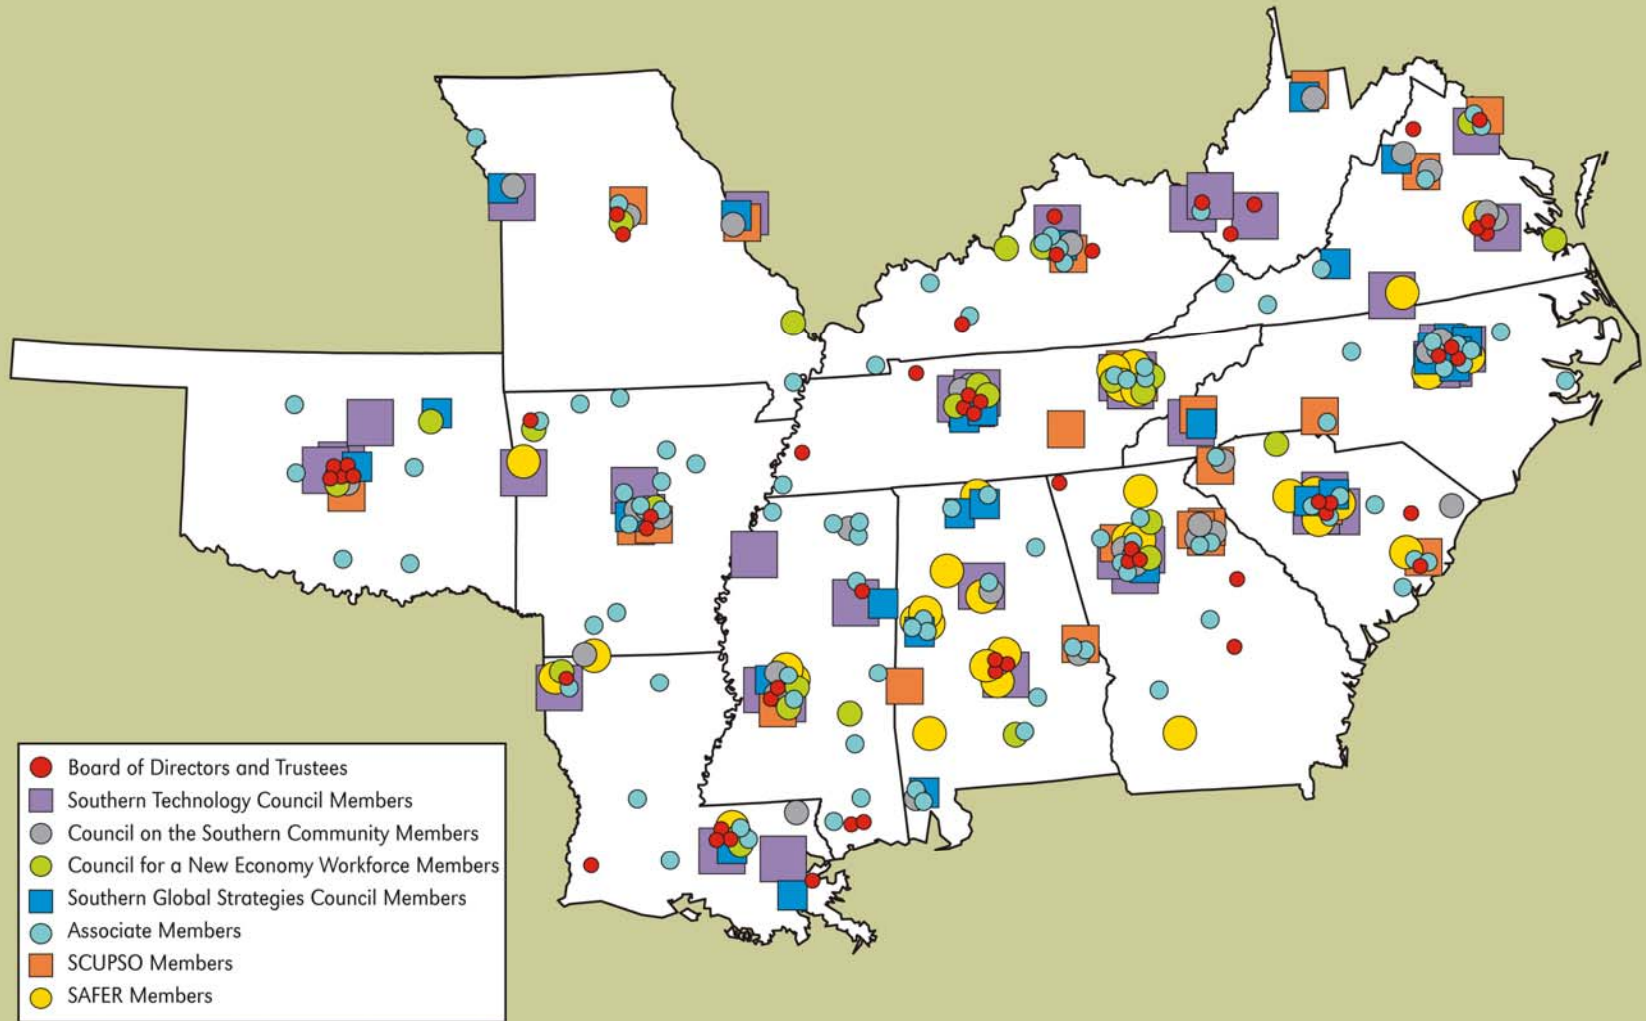 Board of Directors and Trustees
Southern Technology Council Members
Council on the Southern Community Members
Council for a New Economy Workforce Members
Southern Global Strategies Council Members
Associate Members
SCUPSO Members
SAFER Members